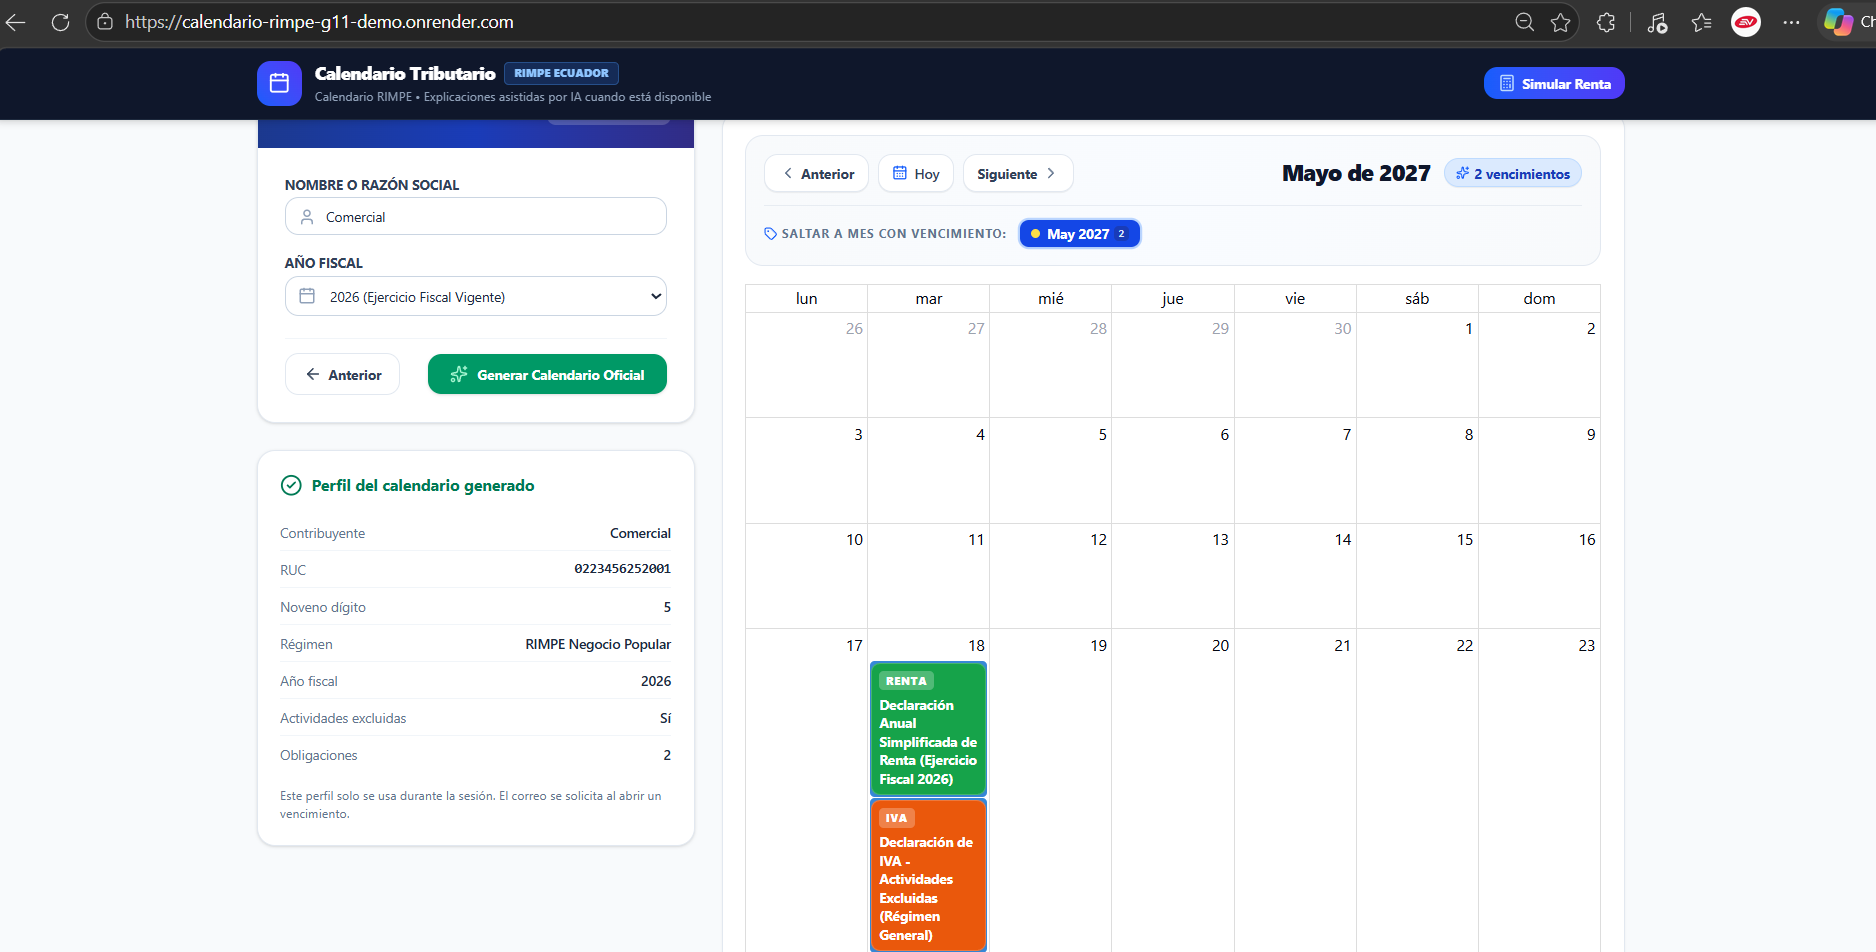 https://calendario-rimpe-g11-demo.onrender.com
Calendario Tributario
RIMPE ECUADOR
Calendario RIMPE • Explicaciones asistidas por IA cuando está disponible
Simular Renta
NOMBRE O RAZÓN SOCIAL
Comercial
AÑO FISCAL
2026 (Ejercicio Fiscal Vigente)
Anterior
Generar Calendario Oficial
Perfil del calendario generado
Contribuyente Comercial
RUC 0223456252001
Noveno dígito 5
Régimen RIMPE Negocio Popular
Año fiscal 2026
Actividades excluidas Sí
Obligaciones 2
Este perfil solo se usa durante la sesión. El correo se solicita al abrir un
vencimiento.
Anterior
Hoy
Siguiente
Mayo de 2027
2 vencimientos
SALTAR A MES CON VENCIMIENTO:
May 2027 2
lun mar mié jue vie sáb dom
26 27 28 29 30 1 2
3 4 5 6 7 8 9
10 11 12 13 14 15 16
17 18 19 20 21 22 23
RENTA
Declaración
Anual
Simplificada de
Renta (Ejercicio
Fiscal 2026)
IVA
Declaración de
IVA -
Actividades
Excluidas
(Régimen
General)